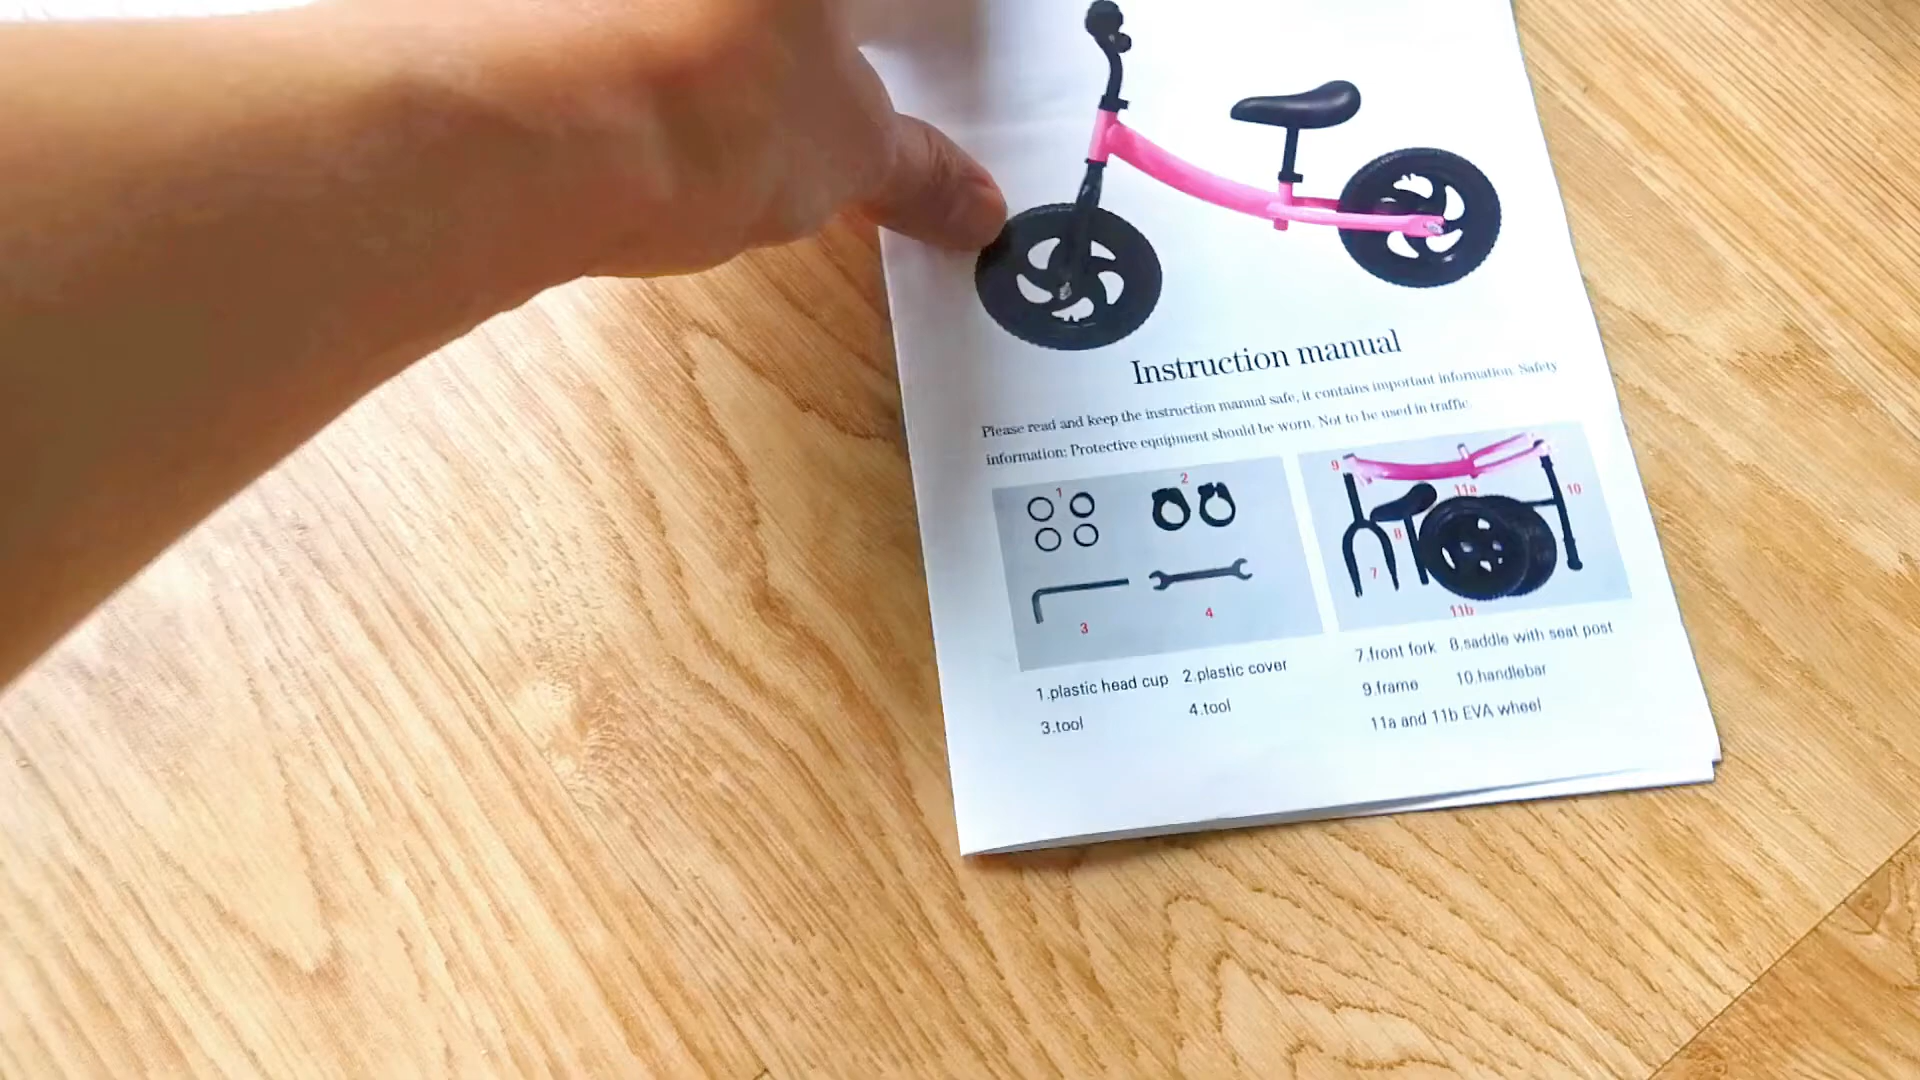 Instruction manual
Please read and keep the instruction manual safe, it contains important information. Safety
information: Protective equipment should be worn. Not to be used in traffic.
1
2
3
4
9
11a
10
8
7
11b
1.plastic head cup 2.plastic cover
3.tool 4.tool
7.front fork 8.saddle with seat post
9.frame 10.handlebar
11a and 11b EVA wheel